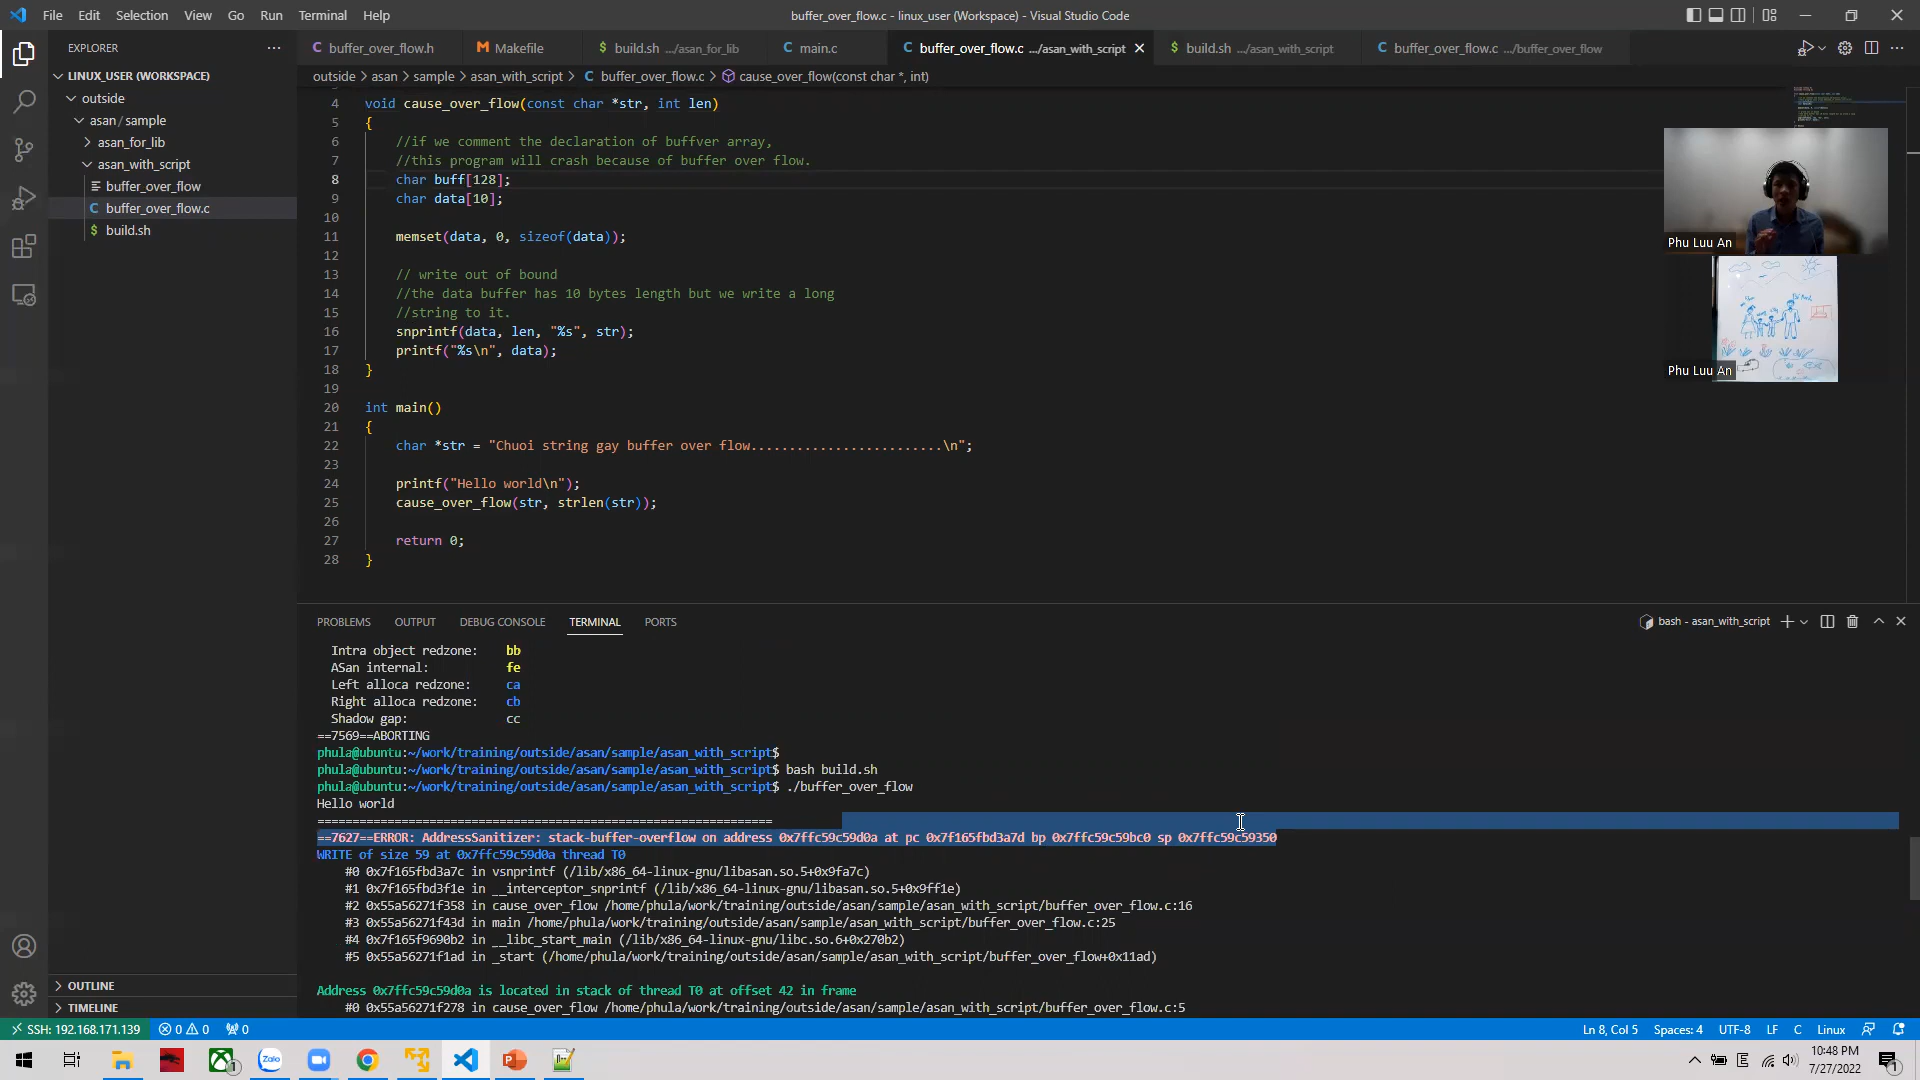 File Edit Selection View Go Run Terminal Help
buffer_over_flow.c - linux_user (Workspace) - Visual Studio Code
EXPLORER
LINUX_USER (WORKSPACE)
outside
asan / sample
asan_for_lib
asan_with_script
buffer_over_flow
buffer_over_flow.c
build.sh
OUTLINE
TIMELINE
buffer_over_flow.h Makefile build.sh .../asan_for_lib main.c buffer_over_flow.c .../asan_with_script build.sh .../asan_with_script buffer_over_flow.c .../buffer_over_flow
outside > asan > sample > asan_with_script > buffer_over_flow.c > cause_over_flow(const char *, int)
4 void cause_over_flow(const char *str, int len)
5 {
6 //if we comment the declaration of buffver array,
7 //this program will crash because of buffer over flow.
8 char buff[128];
9 char data[10];
10
11 memset(data, 0, sizeof(data));
12
13 // write out of bound
14 //the data buffer has 10 bytes length but we write a long
15 //string to it.
16 snprintf(data, len, "%s", str);
17 printf("%s\n", data);
18 }
19
20 int main()
21 {
22 char *str = "Chuoi string gay buffer over flow.........................\n";
23
24 printf("Hello world\n");
25 cause_over_flow(str, strlen(str));
26
27 return 0;
28 }
Phu Luu An
Phu Luu An
PROBLEMS OUTPUT DEBUG CONSOLE TERMINAL PORTS
bash - asan_with_script
Intra object redzone: bb
ASan internal: fe
Left alloca redzone: ca
Right alloca redzone: cb
Shadow gap: cc
==7569==ABORTING
phula@ubuntu:~/work/training/outside/asan/sample/asan_with_script$
phula@ubuntu:~/work/training/outside/asan/sample/asan_with_script$ bash build.sh
phula@ubuntu:~/work/training/outside/asan/sample/asan_with_script$ ./buffer_over_flow
Hello world
=================================================================
==7627==ERROR: AddressSanitizer: stack-buffer-overflow on address 0x7ffc59c59d0a at pc 0x7f165fbd3a7d bp 0x7ffc59c59bc0 sp 0x7ffc59c59350
WRITE of size 59 at 0x7ffc59c59d0a thread T0
#0 0x7f165fbd3a7c in vsnprintf (/lib/x86_64-linux-gnu/libasan.so.5+0x9fa7c)
#1 0x7f165fbd3f1e in __interceptor_snprintf (/lib/x86_64-linux-gnu/libasan.so.5+0x9ff1e)
#2 0x55a56271f358 in cause_over_flow /home/phula/work/training/outside/asan/sample/asan_with_script/buffer_over_flow.c:16
#3 0x55a56271f43d in main /home/phula/work/training/outside/asan/sample/asan_with_script/buffer_over_flow.c:25
#4 0x7f165f9690b2 in __libc_start_main (/lib/x86_64-linux-gnu/libc.so.6+0x270b2)
#5 0x55a56271f1ad in _start (/home/phula/work/training/outside/asan/sample/asan_with_script/buffer_over_flow+0x11ad)
Address 0x7ffc59c59d0a is located in stack of thread T0 at offset 42 in frame
#0 0x55a56271f278 in cause_over_flow /home/phula/work/training/outside/asan/sample/asan_with_script/buffer_over_flow.c:5
SSH: 192.168.171.139 0 0 0
Ln 8, Col 5 Spaces: 4 UTF-8 LF C Linux
Zalo
10:48 PM
7/27/2022